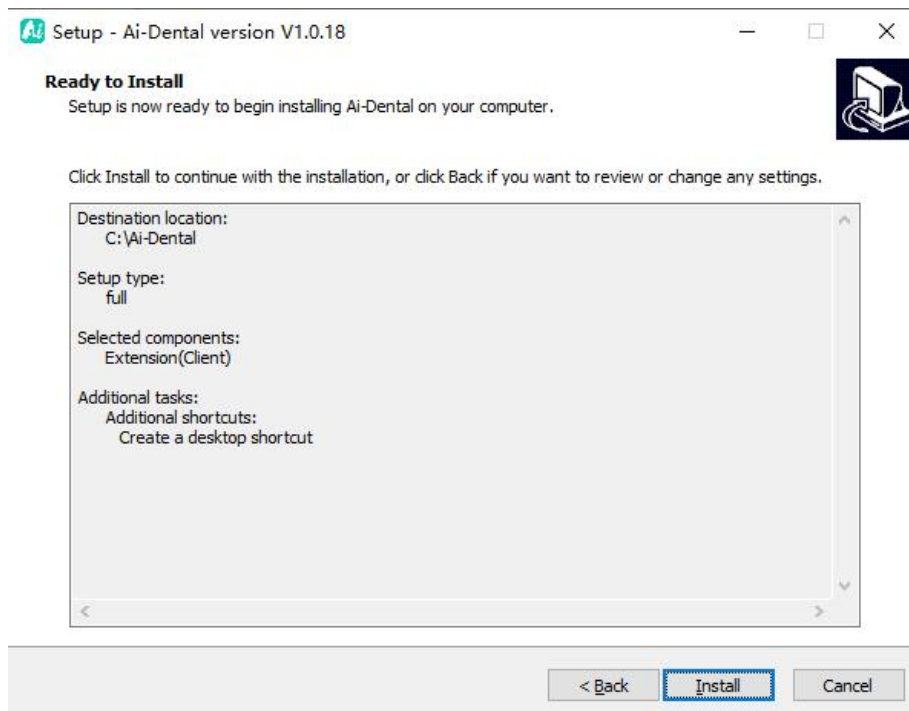 Ai Setup - Ai-Dental version V1.0.18
Ready to Install
Setup is now ready to begin installing Ai-Dental on your computer.
Click Install to continue with the installation, or click Back if you want to review or change any settings.
Destination location:
C:\Ai-Dental
Setup type:
full
Selected components:
Extension(Client)
Additional tasks:
Additional shortcuts:
Create a desktop shortcut
< Back Install Cancel